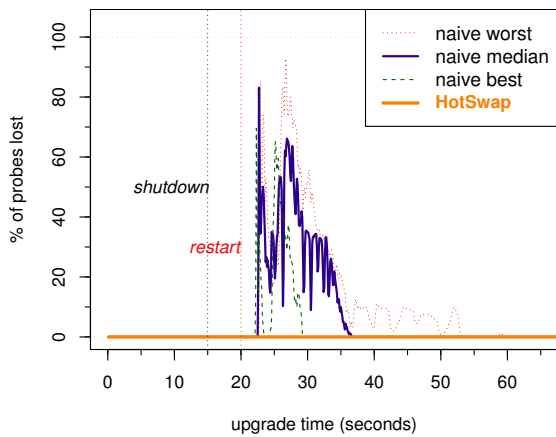 naive worst
naive median
naive best
HotSwap
% of probes lost
100
80
60
40
20
0
shutdown
restart
0 10 20 30 40 50 60
upgrade time (seconds)